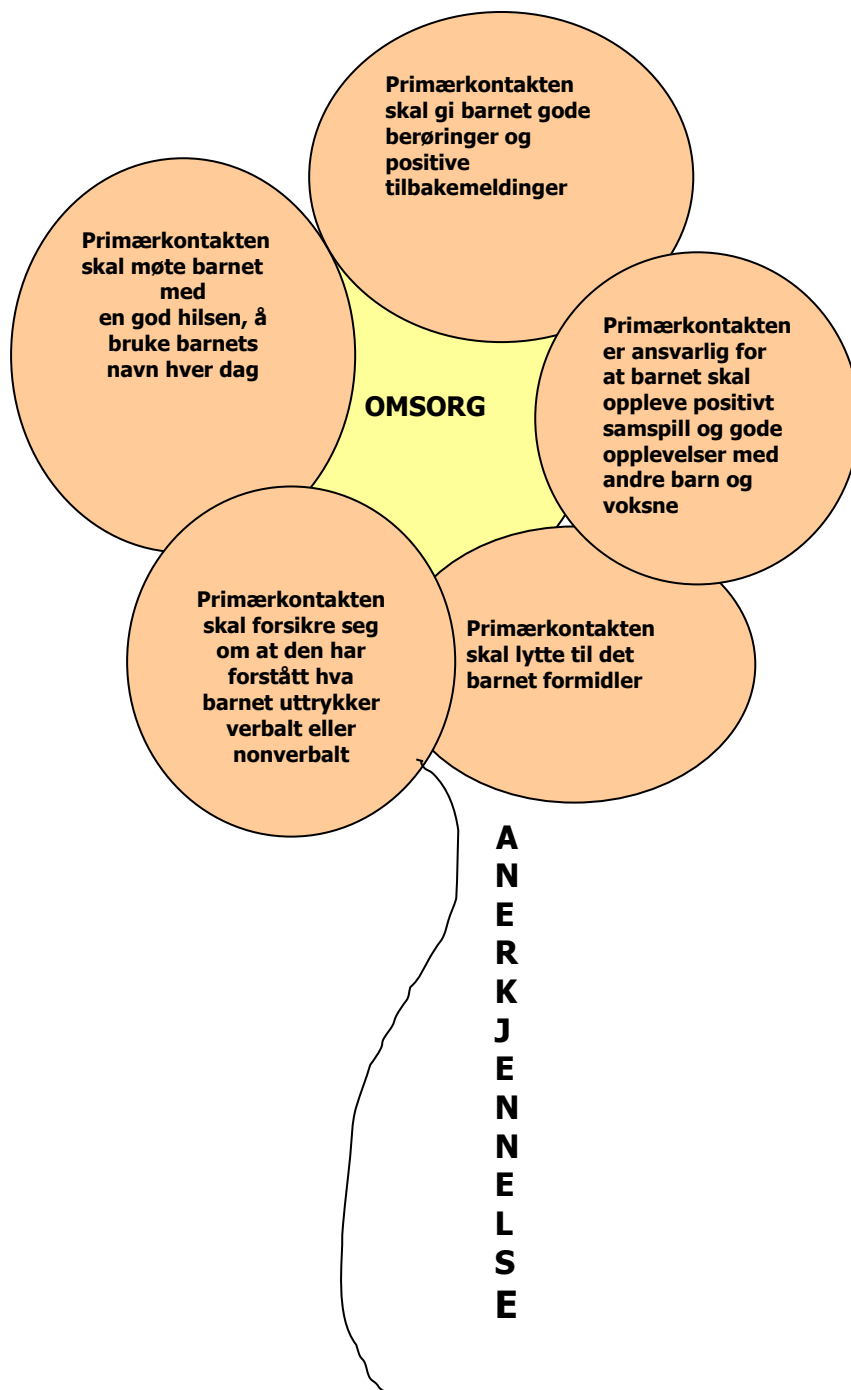 Primærkontakten
skal gi barnet gode
berøringer og
positive
tilbakemeldinger
Primærkontakten
skal møte barnet
med
en god hilsen, å
bruke barnets
navn hver dag
Primærkontakten
er ansvarlig for
at barnet skal
oppleve positivt
samspill og gode
opplevelser med
andre barn og
voksne
OMSORG
Primærkontakten
skal forsikre seg
om at den har
forstått hva
barnet uttrykker
verbalt eller
nonverbalt
Primærkontakten
skal lytte til det
barnet formidler
A
N
E
R
K
J
E
N
N
E
L
S
E